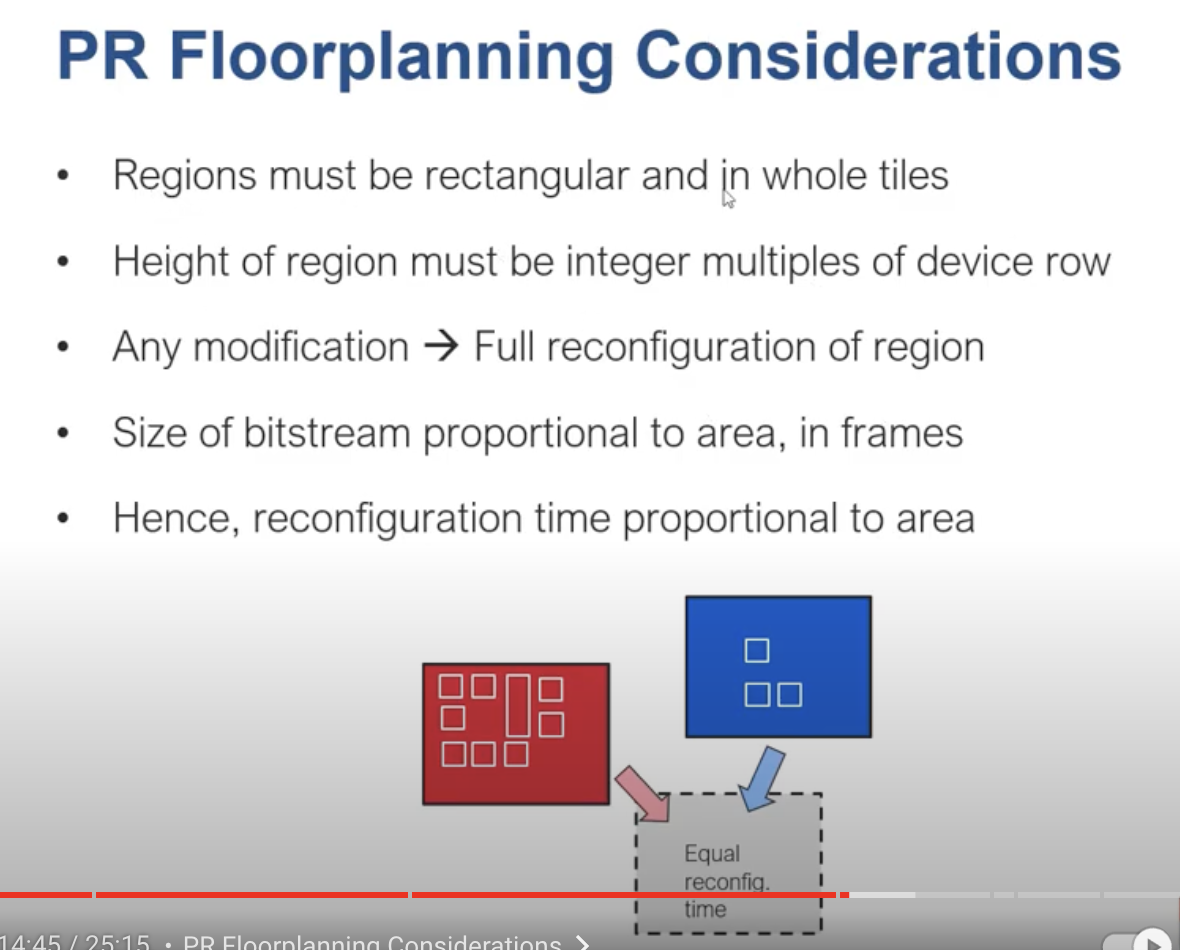 PR Floorplanning Considerations
• Regions must be rectangular and in whole tiles
• Height of region must be integer multiples of device row
• Any modification → Full reconfiguration of region
• Size of bitstream proportional to area, in frames
• Hence, reconfiguration time proportional to area
Equal
reconfig.
time
14:45 / 25:15 • PR Floorplanning Considerations